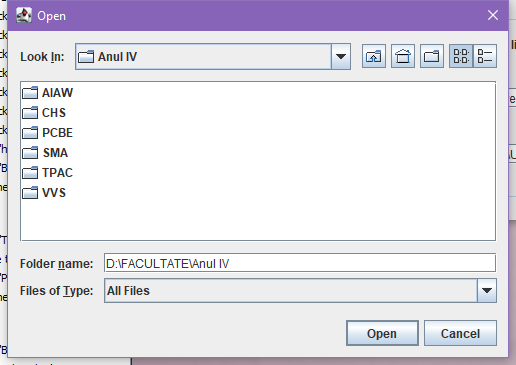 Open
Look In: Anul IV
AIAW
CHS
PCBE
SMA
TPAC
VVS
Folder name: D:\FACULTATE\Anul IV
Files of Type: All Files
Open Cancel